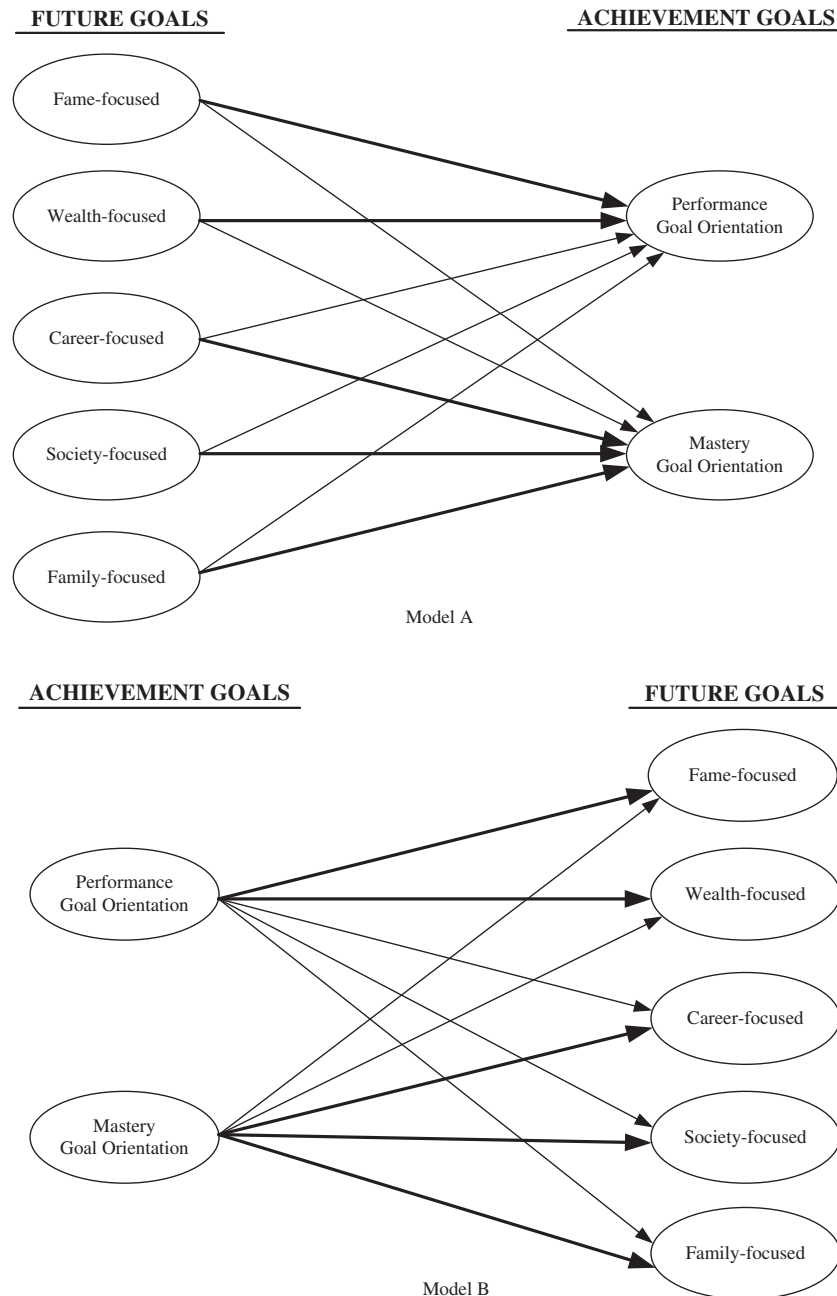 FUTURE GOALS
ACHIEVEMENT GOALS
Fame-focused
Wealth-focused
Career-focused
Society-focused
Family-focused
Performance
Goal Orientation
Mastery
Goal Orientation
Model A
ACHIEVEMENT GOALS
FUTURE GOALS
Performance
Goal Orientation
Mastery
Goal Orientation
Fame-focused
Wealth-focused
Career-focused
Society-focused
Family-focused
Model B